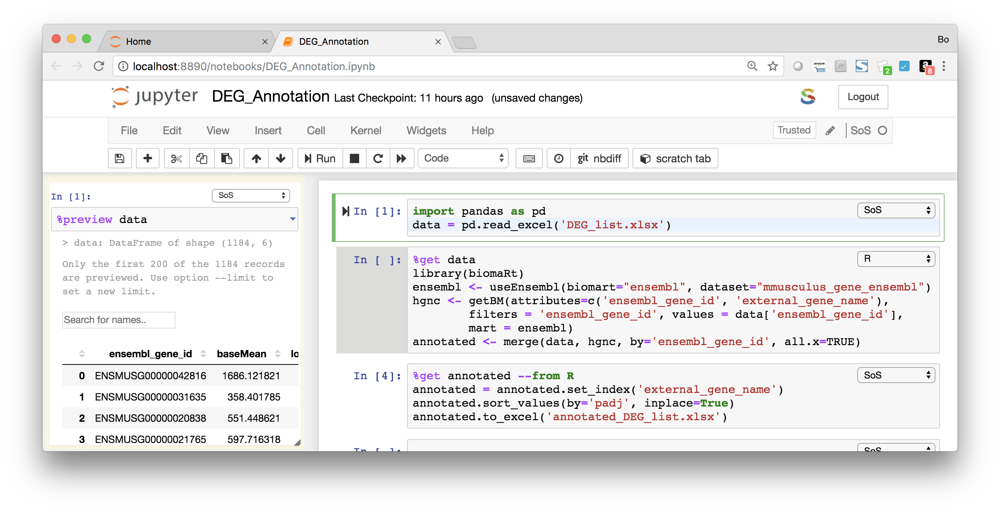 Home
DEG_Annotation
Bo
localhost:8890/notebooks/DEG_Annotation.ipynb
2
8
jupyter DEG_Annotation Last Checkpoint: 11 hours ago (unsaved changes)
Logout
File Edit View Insert Cell Kernel Widgets Help
Trusted
SoS
Run
Code
git nbdiff
scratch tab
In [1]:
SoS
%preview data
> data: DataFrame of shape (1184, 6)
Only the first 200 of the 1184 records
are previewed. Use option --limit to
set a new limit.
Search for names..
ensembl_gene_id baseMean lo
0 ENSMUSG00000042816 1686.121821
1 ENSMUSG00000031635 358.401785
2 ENSMUSG00000020838 551.448621
3 ENSMUSG00000021765 597.716318
In [1]:
SoS
import pandas as pd
data = pd.read_excel('DEG_list.xlsx')
In [ ]:
R
%get data
library(biomaRt)
ensembl <- useEnsembl(biomart="ensembl", dataset="mmusculus_gene_ensembl")
hgnc <- getBM(attributes=c('ensembl_gene_id', 'external_gene_name'),
filters = 'ensembl_gene_id', values = data['ensembl_gene_id'],
mart = ensembl)
annotated <- merge(data, hgnc, by='ensembl_gene_id', all.x=TRUE)
In [4]:
SoS
%get annotated --from R
annotated = annotated.set_index('external_gene_name')
annotated.sort_values(by='padj', inplace=True)
annotated.to_excel('annotated_DEG_list.xlsx')
In [ ]:
SoS